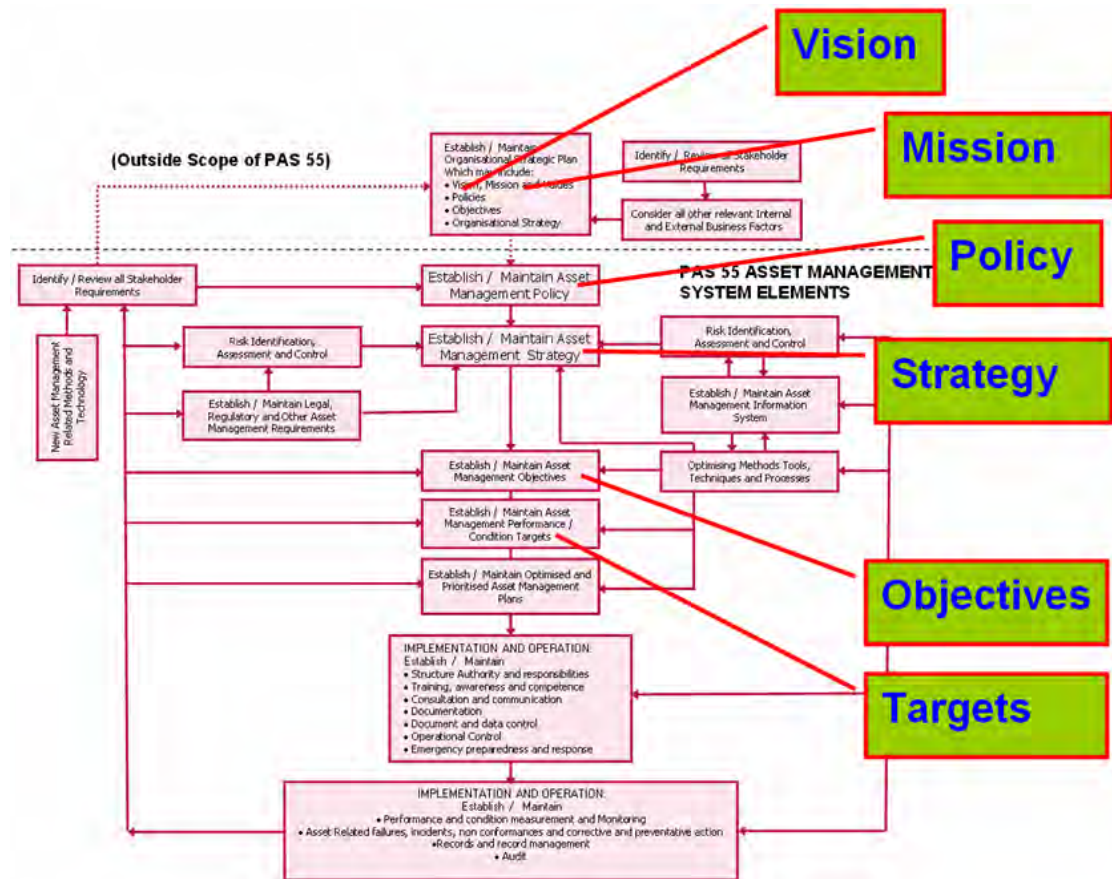 Vision
Mission
Policy
Strategy
Objectives
Targets
(Outside Scope of PAS 55)
Establish / Maintain
Organisational Strategic Plan
Which may include:
• Vision, Mission and Values
• Policies
• Objectives
• Organisational Strategy
Identify / Review all Stakeholder
Requirements
Consider all other relevant Internal
and External Business Factors
Identify / Review all Stakeholder
Requirements
Establish / Maintain Asset
Management Policy
PAS 55 ASSET MANAGEMENT
SYSTEM ELEMENTS
New Asset Management
Related Methods and
Technology
Risk Identification,
Assessment and Control
Establish / Maintain Asset
Management Strategy
Risk Identification,
Assessment and Control
Establish / Maintain Legal,
Regulatory and Other Asset
Management Requirements
Establish / Maintain Asset
Management Information
System
Establish / Maintain Asset
Management Objectives
Optimising Methods Tools,
Techniques and Processes
Establish / Maintain Asset
Management Performance /
Condition Targets
Establish / Maintain Optimised and
Prioritised Asset Management
Plans
IMPLEMENTATION AND OPERATION:
Establish / Maintain
• Structure Authority and responsibilities
• Training, awareness and competence
• Consultation and communication
• Documentation
• Document and data control
• Operational Control
• Emergency preparedness and response
IMPLEMENTATION AND OPERATION:
Establish / Maintain
• Performance and condition measurement and Monitoring
• Asset Related failures, incidents, non conformances and corrective and preventative action
•Records and record management
• Audit